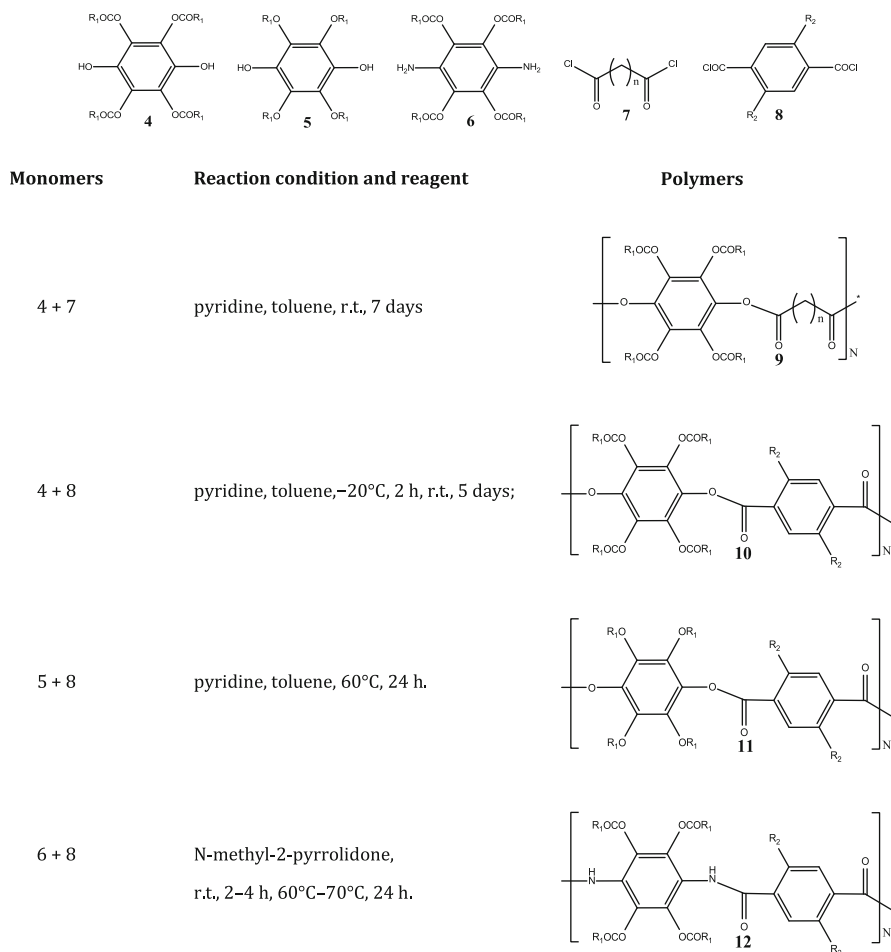 R₁OCO OCOR₁ R₁O OR₁ R₁OCO OCOR₁ R₂
HO OH HO OH H₂N NH₂ Cl ( )n Cl ClOC COCl
R₁OCO OCOR₁ R₁O OR₁ R₁OCO OCOR₁ O O R₂
4 5 6 7 8
Monomers Reaction condition and reagent Polymers
R₁OCO OCOR₁
4 + 7 pyridine, toluene, r.t., 7 days
O O ( )n *
R₁OCO OCOR₁ O O N
9
R₁OCO OCOR₁ R₂ O
4 + 8 pyridine, toluene,−20°C, 2 h, r.t., 5 days;
O O
R₁OCO OCOR₁ O R₂ N
10
R₁O OR₁ R₂ O
5 + 8 pyridine, toluene, 60°C, 24 h.
O O
R₁O OR₁ O R₂ N
11
R₁OCO OCOR₁ R₂ O
6 + 8 N-methyl-2-pyrrolidone,
H N H N
r.t., 2–4 h, 60°C–70°C, 24 h.
R₁OCO OCOR₁ O R₂ N
12